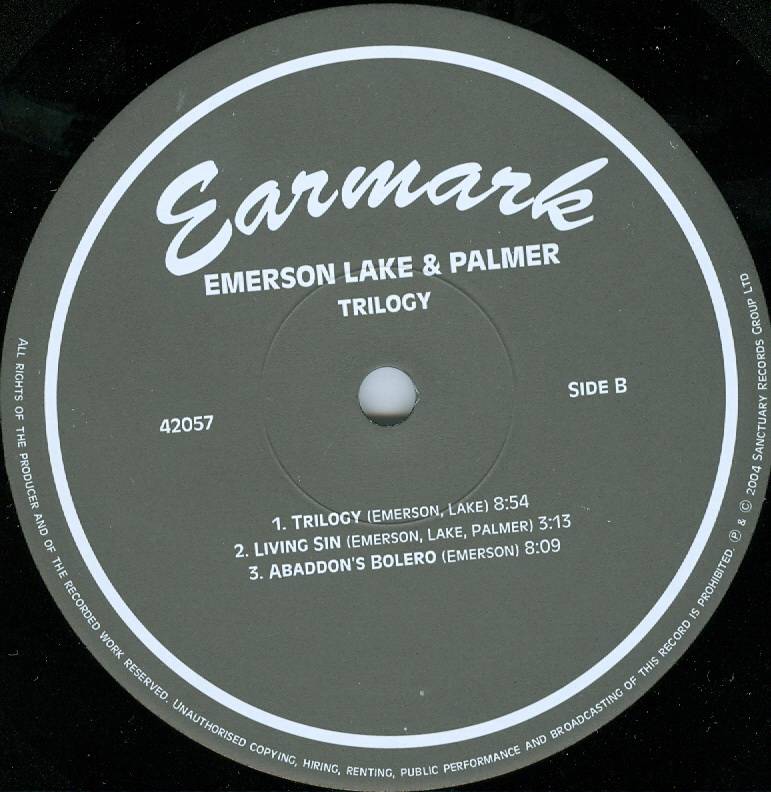 Earmark
EMERSON LAKE & PALMER
TRILOGY
SIDE B
42057
1. TRILOGY (EMERSON, LAKE) 8:54
2. LIVING SIN (EMERSON, LAKE, PALMER) 3:13
3. ABADDON'S BOLERO (EMERSON) 8:09
ALL RIGHTS OF THE PRODUCER AND OF THE RECORDED WORK RESERVED. UNAUTHORISED COPYING, HIRING, RENTING, PUBLIC PERFORMANCE AND BROADCASTING OF THIS RECORD IS PROHIBITED. ℗ & © 2004 SANCTUARY RECORDS GROUP LTD